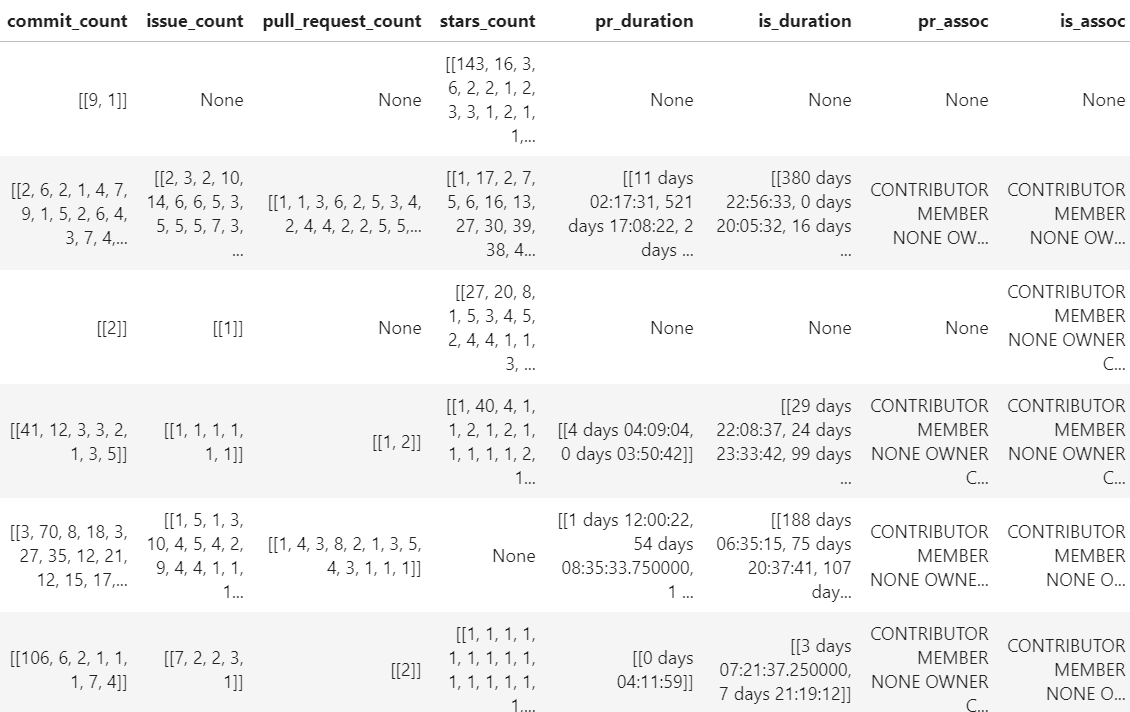 commit_count issue_count pull_request_count stars_count pr_duration is_duration pr_assoc is_assoc
[[9, 1]] None None [[143, 16, 3, 6, 2, 2, 1, 2, 3, 3, 1, 2, 1, 1,... None None None None
[[2, 6, 2, 1, 4, 7, 9, 1, 5, 2, 6, 4, 3, 7, 4,... [[2, 3, 2, 10, 14, 6, 6, 5, 3, 5, 5, 5, 7, 3, ... [[1, 1, 3, 6, 2, 5, 3, 4, 2, 4, 4, 2, 2, 5, 5,... [[1, 17, 2, 7, 5, 6, 16, 13, 27, 30, 39, 38, 4... [[11 days 02:17:31, 521 days 17:08:22, 2 days ... [[380 days 22:56:33, 0 days 20:05:32, 16 days ... CONTRIBUTOR MEMBER NONE OW... CONTRIBUTOR MEMBER NONE OW...
[[2]] [[1]] None [[27, 20, 8, 1, 5, 3, 4, 5, 2, 4, 4, 1, 1, 3, ... None None None CONTRIBUTOR MEMBER NONE OWNER C...
[[41, 12, 3, 3, 2, 1, 3, 5]] [[1, 1, 1, 1, 1, 1]] [[1, 2]] [[1, 40, 4, 1, 1, 2, 1, 2, 1, 1, 1, 1, 1, 2, 1... [[4 days 04:09:04, 0 days 03:50:42]] [[29 days 22:08:37, 24 days 23:33:42, 99 days ... CONTRIBUTOR MEMBER NONE OWNER C... CONTRIBUTOR MEMBER NONE OWNER C...
[[3, 70, 8, 18, 3, 27, 35, 12, 21, 12, 15, 17,... [[1, 5, 1, 3, 10, 4, 5, 4, 2, 9, 4, 4, 1, 1, 1... [[1, 4, 3, 8, 2, 1, 3, 5, 4, 3, 1, 1, 1]] None [[1 days 12:00:22, 54 days 08:35:33.750000, 1 ... [[188 days 06:35:15, 75 days 20:37:41, 107 day... CONTRIBUTOR MEMBER NONE OWNE... CONTRIBUTOR MEMBER NONE O...
[[106, 6, 2, 1, 1, 1, 7, 4]] [[7, 2, 2, 3, 1]] [[2]] [[1, 1, 1, 1, 1, 1, 1, 1, 1, 1, 1, 1, 1, 1, 1,... [[0 days 04:11:59]] [[3 days 07:21:37.250000, 7 days 21:19:12]] CONTRIBUTOR MEMBER NONE OWNER C... CONTRIBUTOR MEMBER NONE O...